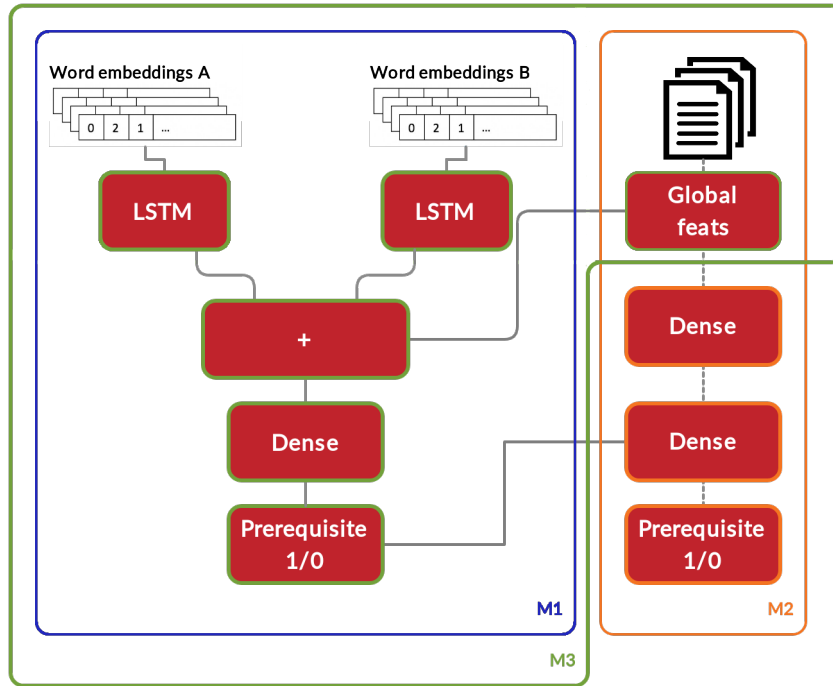 Word embeddings A
0 2 1 ...
Word embeddings B
0 2 1 ...
LSTM
LSTM
Global
feats
+
Dense
Dense
Dense
Prerequisite
1/0
Prerequisite
1/0
M1
M2
M3